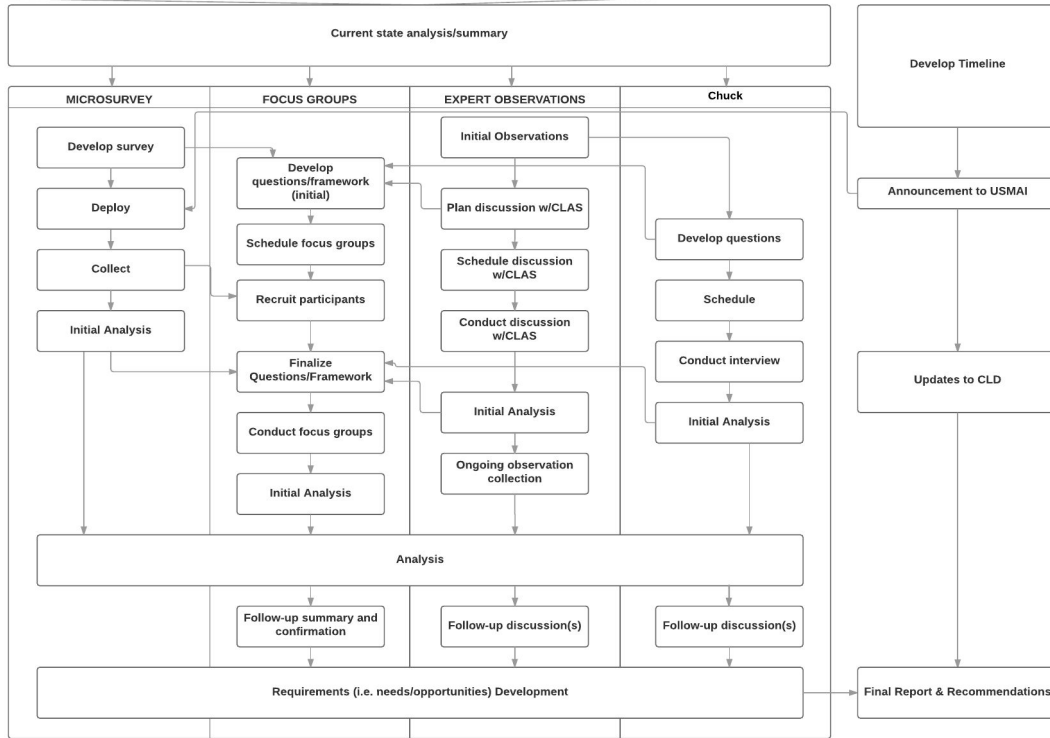 Current state analysis/summary
MICROSURVEY
Develop survey
Deploy
Collect
Initial Analysis
FOCUS GROUPS
Develop
questions/framework
(initial)
Schedule focus groups
Recruit participants
Finalize
Questions/Framework
Conduct focus groups
Initial Analysis
EXPERT OBSERVATIONS
Initial Observations
Plan discussion w/CLAS
Schedule discussion
w/CLAS
Conduct discussion
w/CLAS
Initial Analysis
Ongoing observation
collection
Chuck
Develop questions
Schedule
Conduct interview
Initial Analysis
Analysis
Follow-up summary and
confirmation
Follow-up discussion(s)
Follow-up discussion(s)
Requirements (i.e. needs/opportunities) Development
Develop Timeline
Announcement to USMAI
Updates to CLD
Final Report & Recommendations